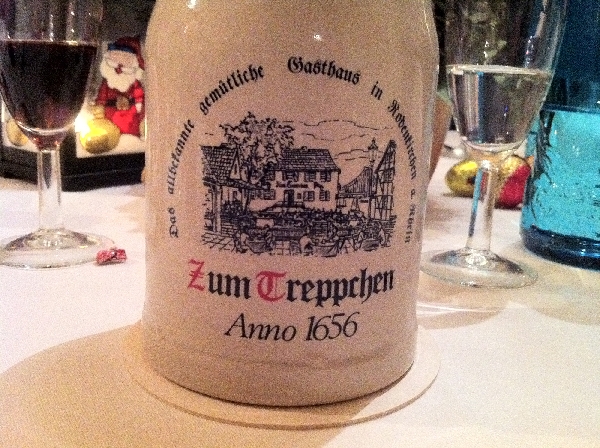 Das altbekannte gemütliche Gasthaus in Rodenkirchen a. Rhein
Zum Treppchen
Anno 1656